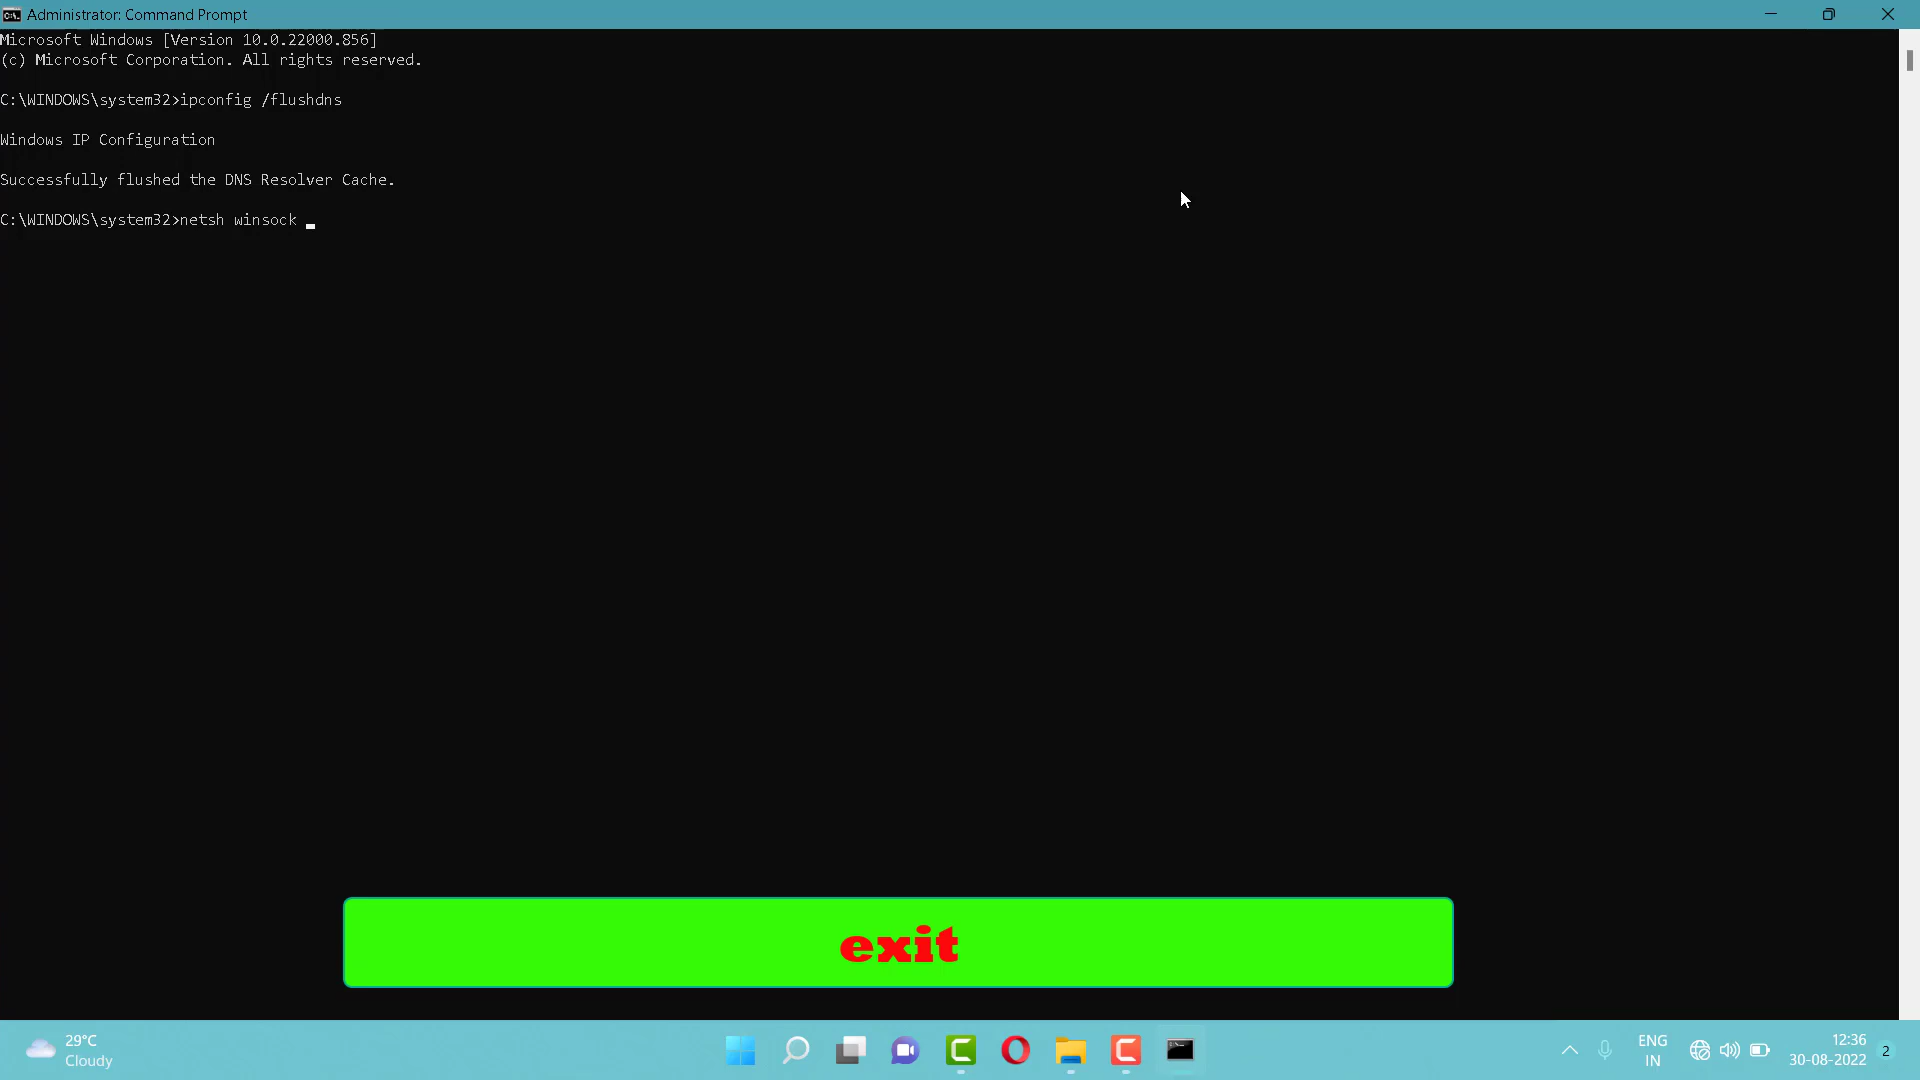 Administrator: Command Prompt
Microsoft Windows [Version 10.0.22000.856]
(c) Microsoft Corporation. All rights reserved.
C:\WINDOWS\system32>ipconfig /flushdns
Windows IP Configuration
Successfully flushed the DNS Resolver Cache.
C:\WINDOWS\system32>netsh winsock
exit
29°C
Cloudy
ENG
IN
12:36
30-08-2022
2